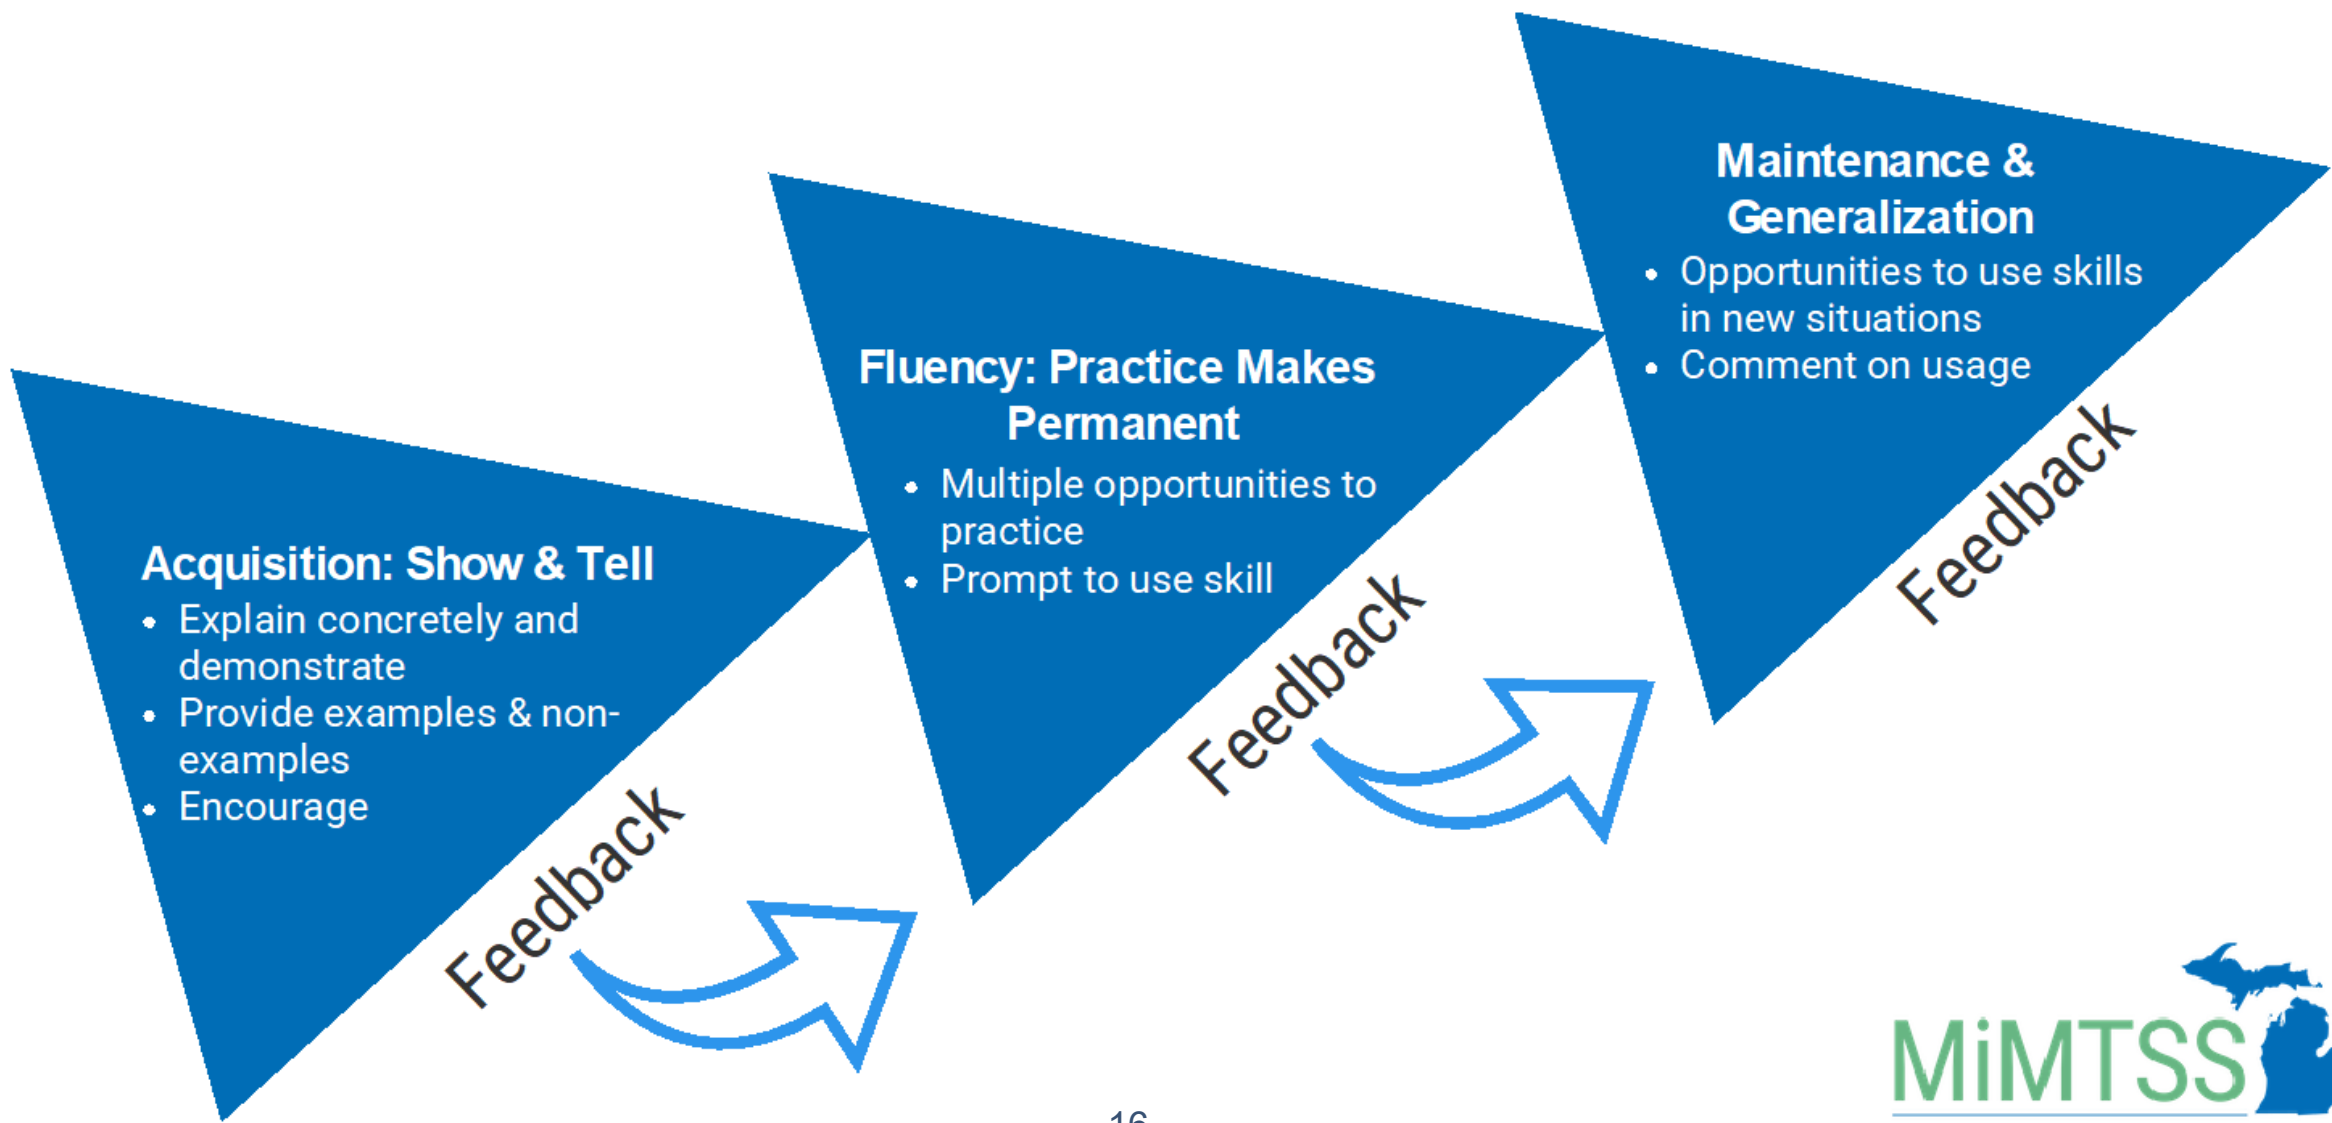 Acquisition: Show & Tell
• Explain concretely and
demonstrate
• Provide examples & non-
examples
• Encourage
Feedback
Fluency: Practice Makes
Permanent
• Multiple opportunities to
practice
• Prompt to use skill
Feedback
Maintenance &
Generalization
• Opportunities to use skills
in new situations
• Comment on usage
Feedback
16
MiMTSS